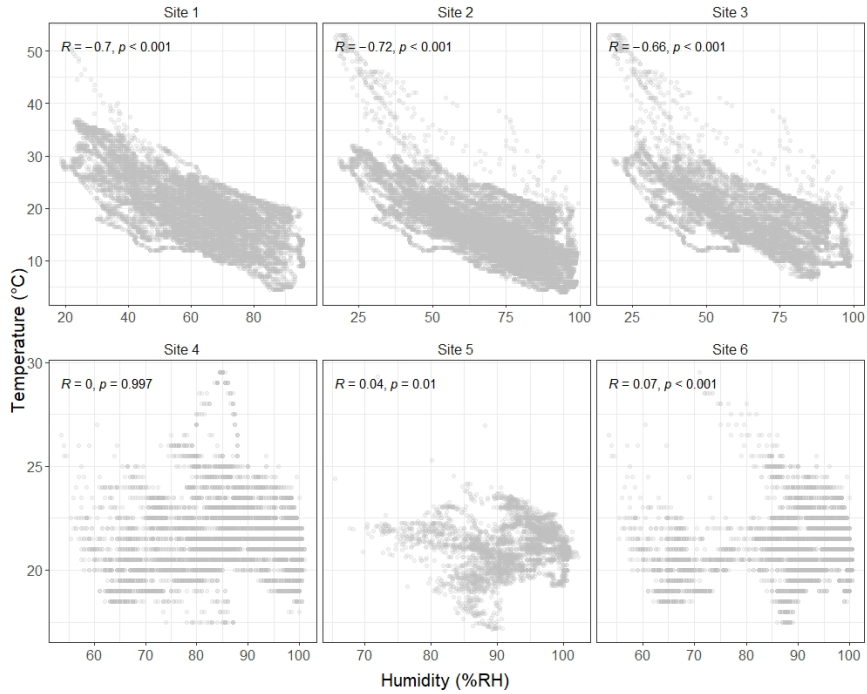 Site 1 Site 2 Site 3
R = −0.7, p < 0.001 R = −0.72, p < 0.001 R = −0.66, p < 0.001
50
40
30
20
10
20 40 60 80 25 50 75 100 25 50 75 100
Temperature (°C)
Site 4 Site 5 Site 6
30
R = 0, p = 0.997 R = 0.04, p = 0.01 R = 0.07, p < 0.001
25
20
60 70 80 90 100 70 80 90 100 60 70 80 90 100
Humidity (%RH)